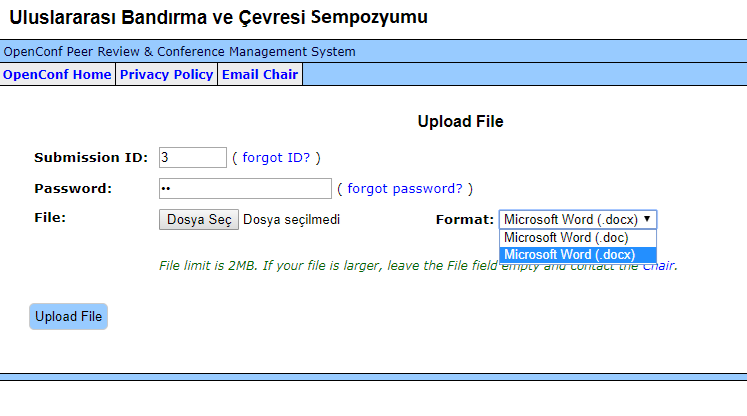 Uluslararası Bandırma ve Çevresi Sempozyumu
OpenConf Peer Review & Conference Management System
OpenConf Home Privacy Policy Email Chair
Upload File
Submission ID: 3 ( forgot ID? )
Password: •• ( forgot password? )
File: Dosya Seç Dosya seçilmedi Format: Microsoft Word (.docx)
Microsoft Word (.doc)
Microsoft Word (.docx)
File limit is 2MB. If your file is larger, leave the File field empty and contact the Chair.
Upload File